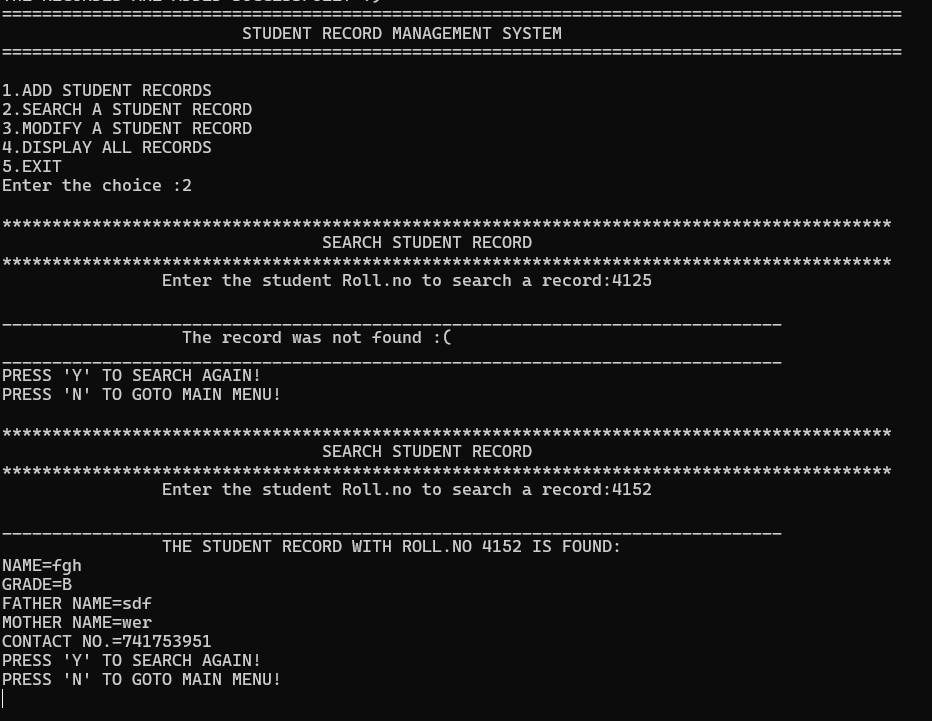 ================================================================================
STUDENT RECORD MANAGEMENT SYSTEM
================================================================================
1.ADD STUDENT RECORDS
2.SEARCH A STUDENT RECORD
3.MODIFY A STUDENT RECORD
4.DISPLAY ALL RECORDS
5.EXIT
Enter the choice :2
********************************************************************************
SEARCH STUDENT RECORD
********************************************************************************
Enter the student Roll.no to search a record:4125
______________________________________________________________________________
The record was not found :(
______________________________________________________________________________
PRESS 'Y' TO SEARCH AGAIN!
PRESS 'N' TO GOTO MAIN MENU!
********************************************************************************
SEARCH STUDENT RECORD
********************************************************************************
Enter the student Roll.no to search a record:4152
______________________________________________________________________________
THE STUDENT RECORD WITH ROLL.NO 4152 IS FOUND:
NAME=fgh
GRADE=B
FATHER NAME=sdf
MOTHER NAME=wer
CONTACT NO.=741753951
PRESS 'Y' TO SEARCH AGAIN!
PRESS 'N' TO GOTO MAIN MENU!